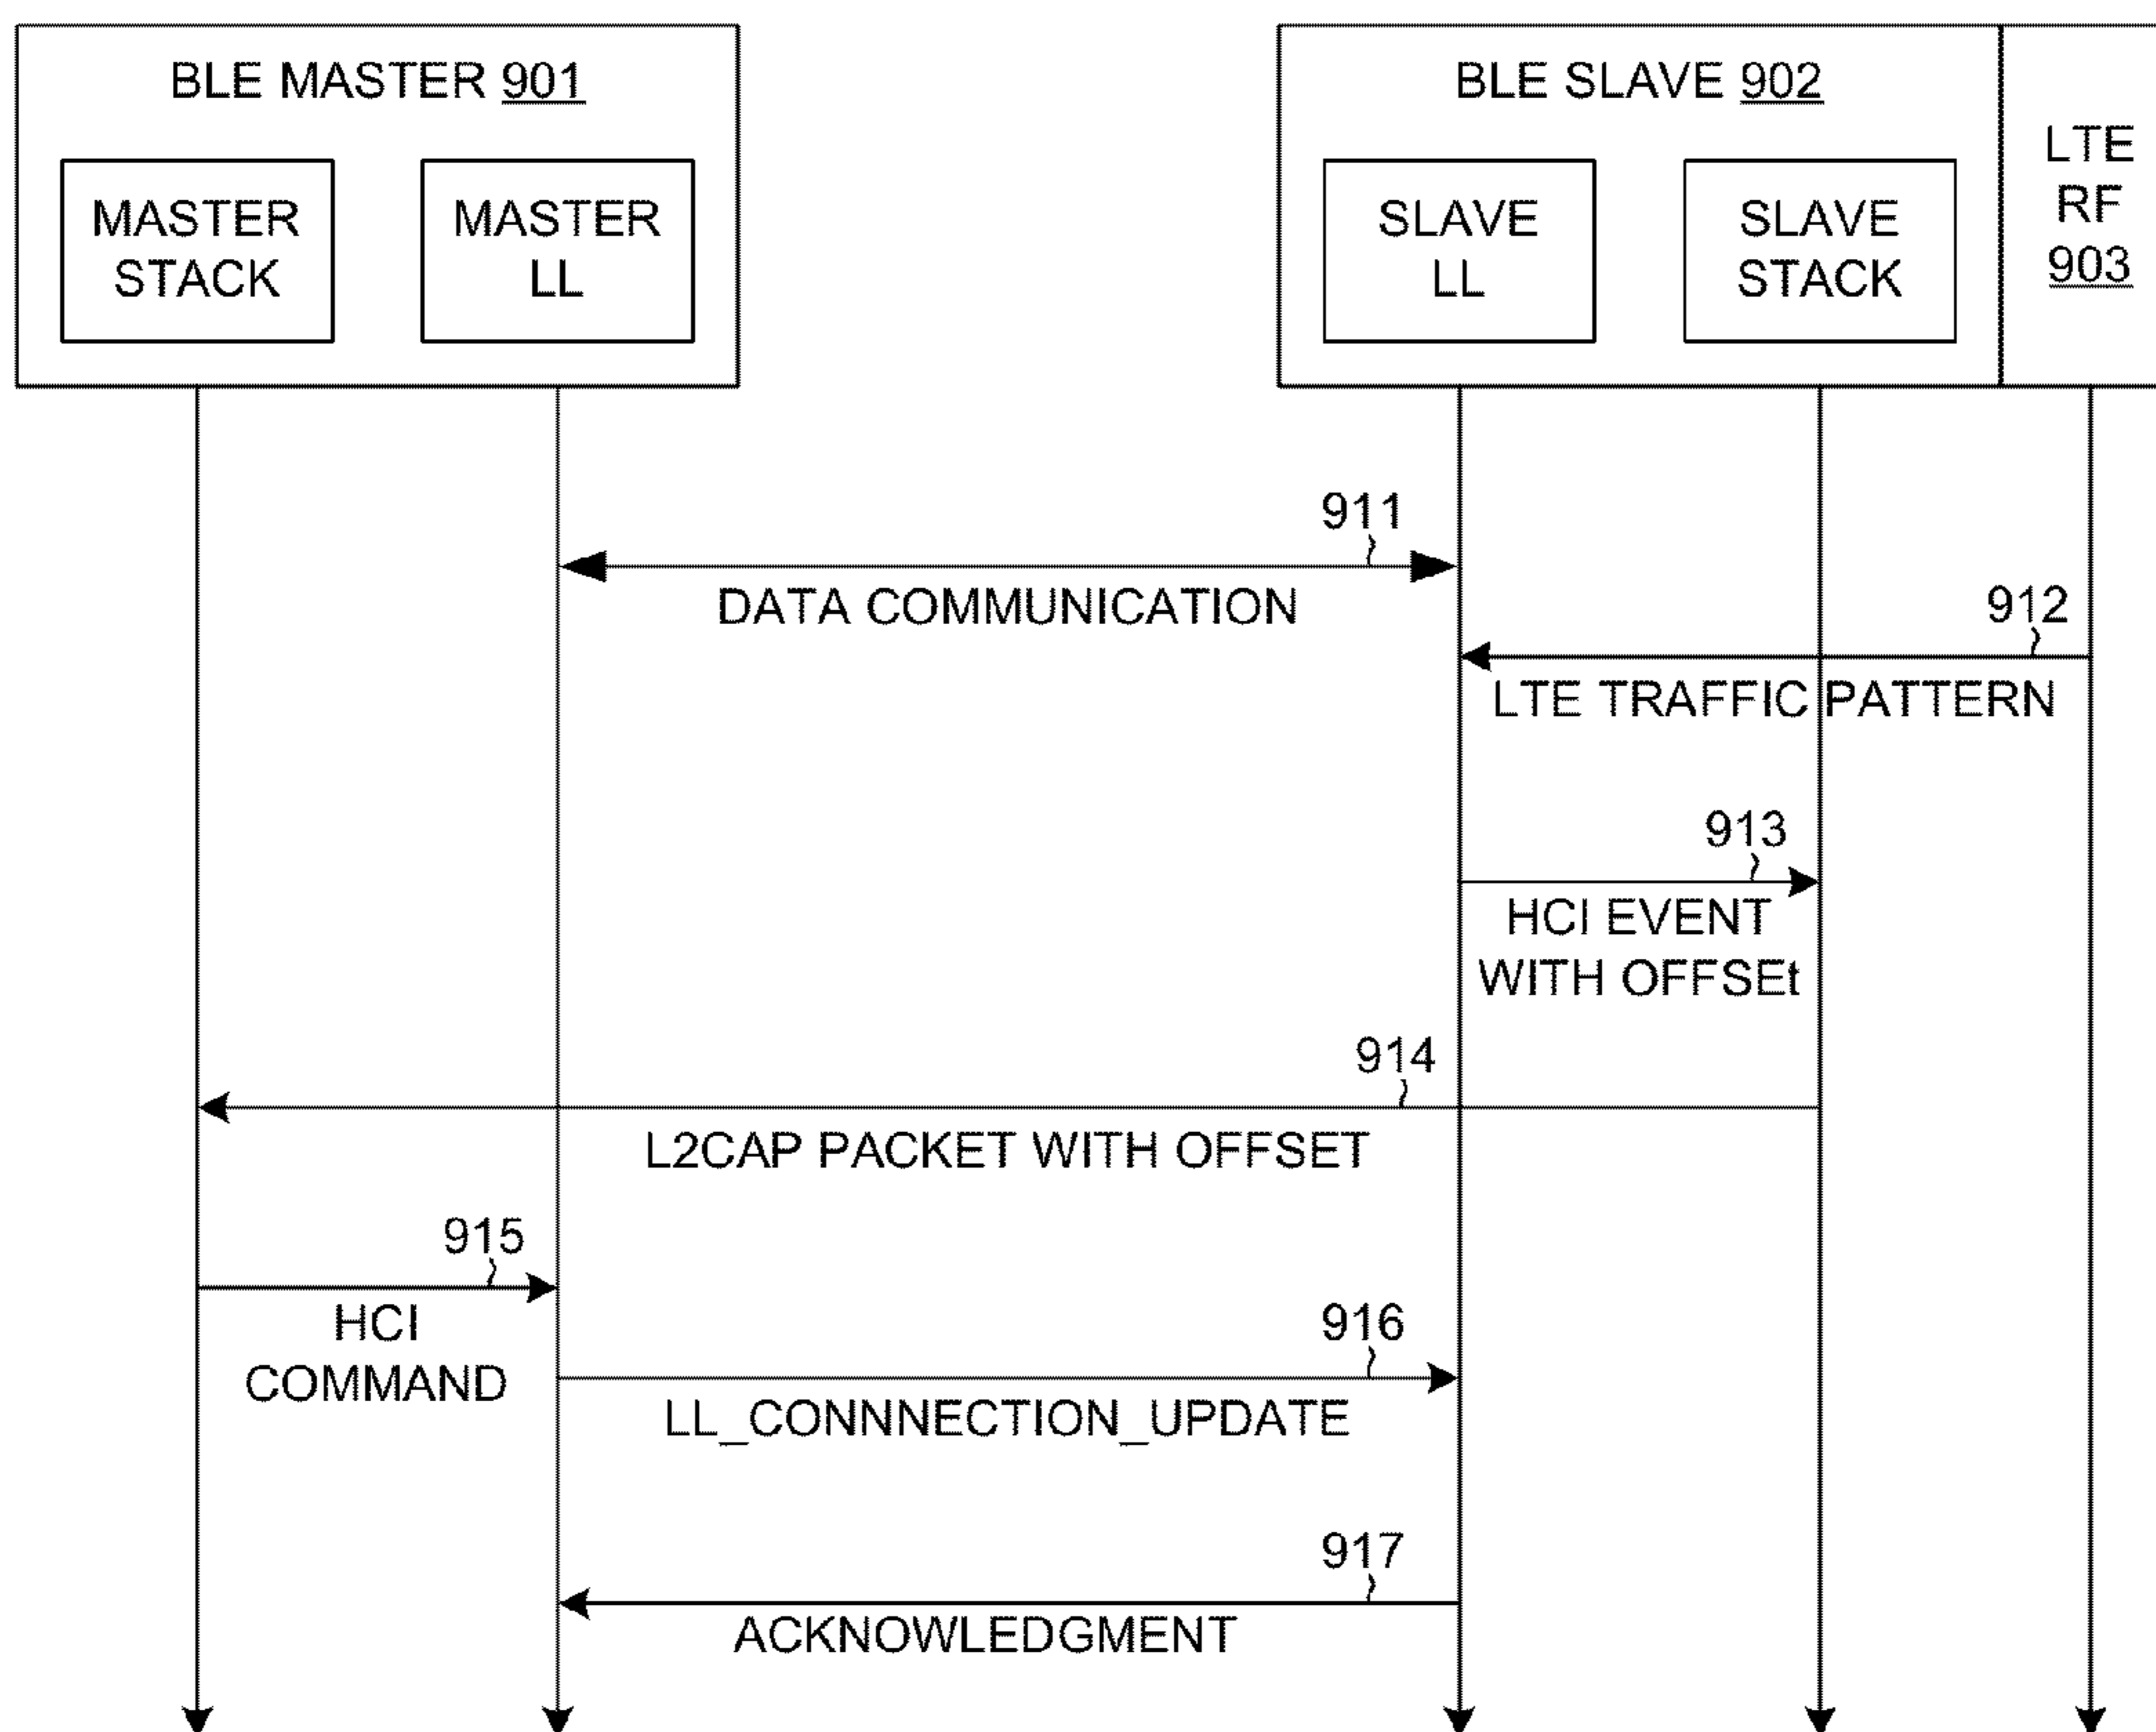 BLE MASTER 901
MASTER
STACK
MASTER
LL
BLE SLAVE 902
SLAVE
LL
SLAVE
STACK
LTE
RF
903
911
DATA COMMUNICATION
912
LTE TRAFFIC PATTERN
913
HCI EVENT
WITH OFFSEt
914
L2CAP PACKET WITH OFFSET
915
HCI
COMMAND
916
LL_CONNNECTION_UPDATE
917
ACKNOWLEDGMENT